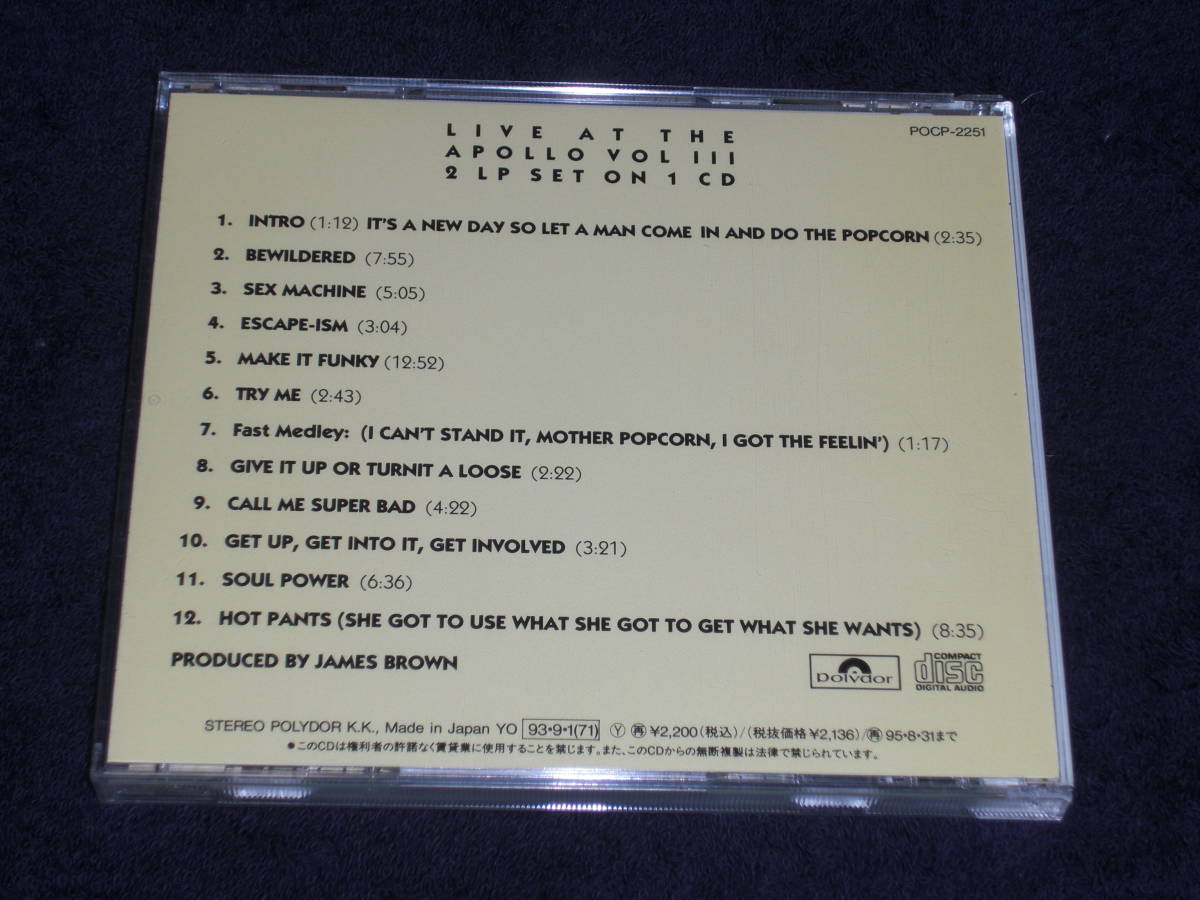 LIVE AT THE
APOLLO VOL III
2 LP SET ON 1 CD
POCP-2251
1. INTRO (1:12) IT'S A NEW DAY SO LET A MAN COME IN AND DO THE POPCORN (2:35)
2. BEWILDERED (7:55)
3. SEX MACHINE (5:05)
4. ESCAPE-ISM (3:04)
5. MAKE IT FUNKY (12:52)
6. TRY ME (2:43)
7. Fast Medley: (I CAN'T STAND IT, MOTHER POPCORN, I GOT THE FEELIN') (1:17)
8. GIVE IT UP OR TURNIT A LOOSE (2:22)
9. CALL ME SUPER BAD (4:22)
10. GET UP, GET INTO IT, GET INVOLVED (3:21)
11. SOUL POWER (6:36)
12. HOT PANTS (SHE GOT TO USE WHAT SHE GOT TO GET WHAT SHE WANTS) (8:35)
PRODUCED BY JAMES BROWN
polydor
COMPACT
disc
DIGITAL AUDIO
STEREO POLYDOR K.K., Made in Japan YO 93・9・1(71) Ⓨ ㊢ ¥2,200(税込)/(税抜価格¥2,136)/㊢ 95・8・31まで
●このCDは権利者の許諾なく賃貸業に使用することを禁じます。また、このCDからの無断複製は法律で禁じられています。